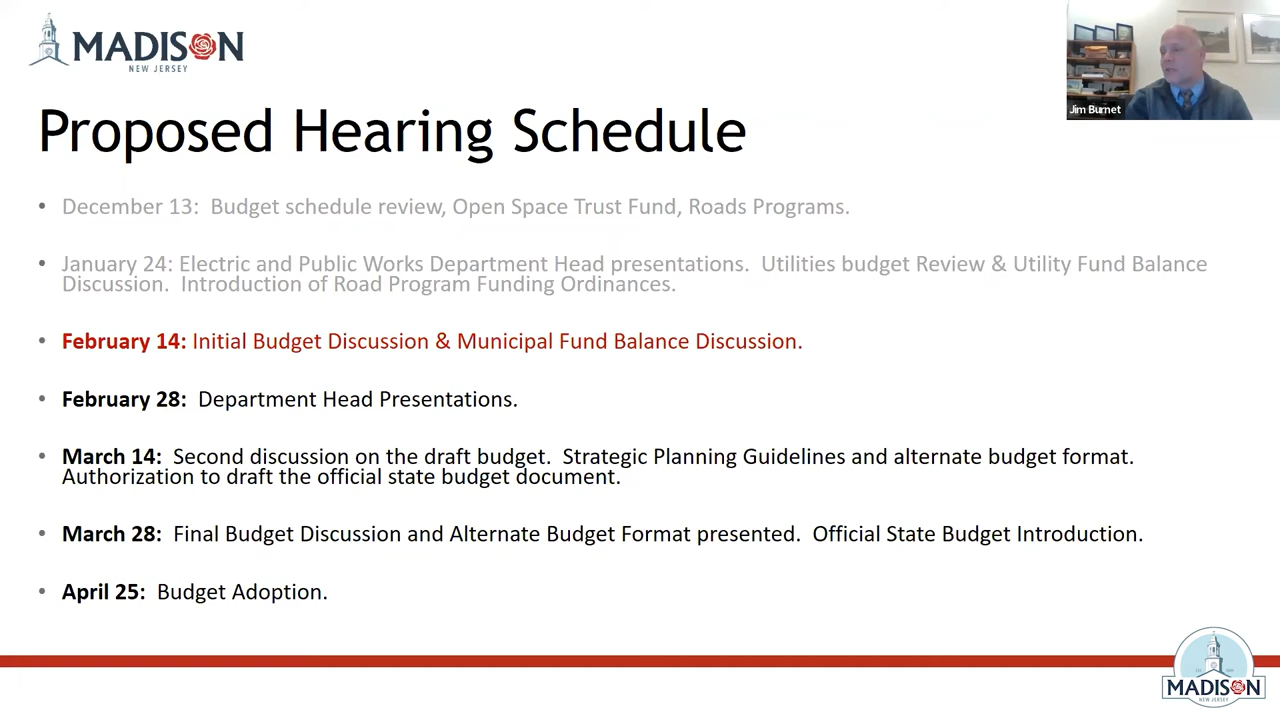 MADISON
NEW JERSEY
Jim Burnet
Proposed Hearing Schedule
• December 13:  Budget schedule review, Open Space Trust Fund, Roads Programs.
• January 24: Electric and Public Works Department Head presentations.  Utilities budget Review & Utility Fund Balance
Discussion.  Introduction of Road Program Funding Ordinances.
• February 14: Initial Budget Discussion & Municipal Fund Balance Discussion.
• February 28:  Department Head Presentations.
• March 14:  Second discussion on the draft budget.  Strategic Planning Guidelines and alternate budget format.
Authorization to draft the official state budget document.
• March 28:  Final Budget Discussion and Alternate Budget Format presented.  Official State Budget Introduction.
• April 25:  Budget Adoption.
MADISON
NEW JERSEY